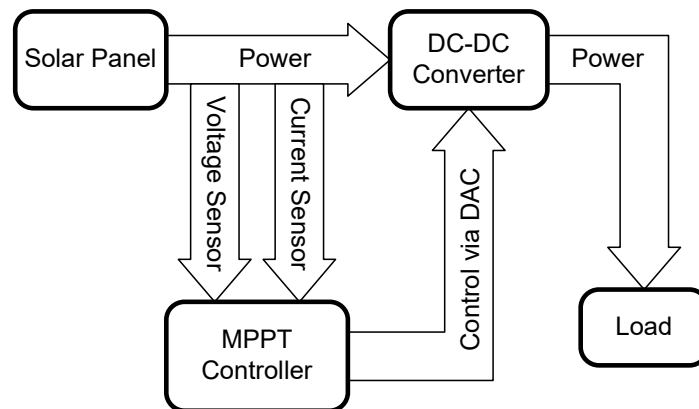 Solar Panel
Power
DC-DC
Converter
Power
Voltage Sensor
Current Sensor
Control via DAC
MPPT
Controller
Load